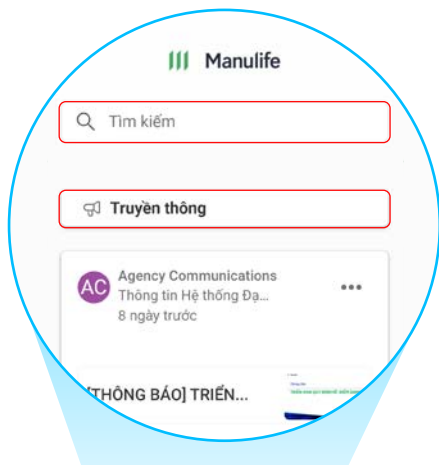 Manulife
Tìm kiếm
Truyền thông
AC
Agency Communications
Thông tin Hệ thống Đạ...
8 ngày trước
[THÔNG BÁO] TRIỂN...